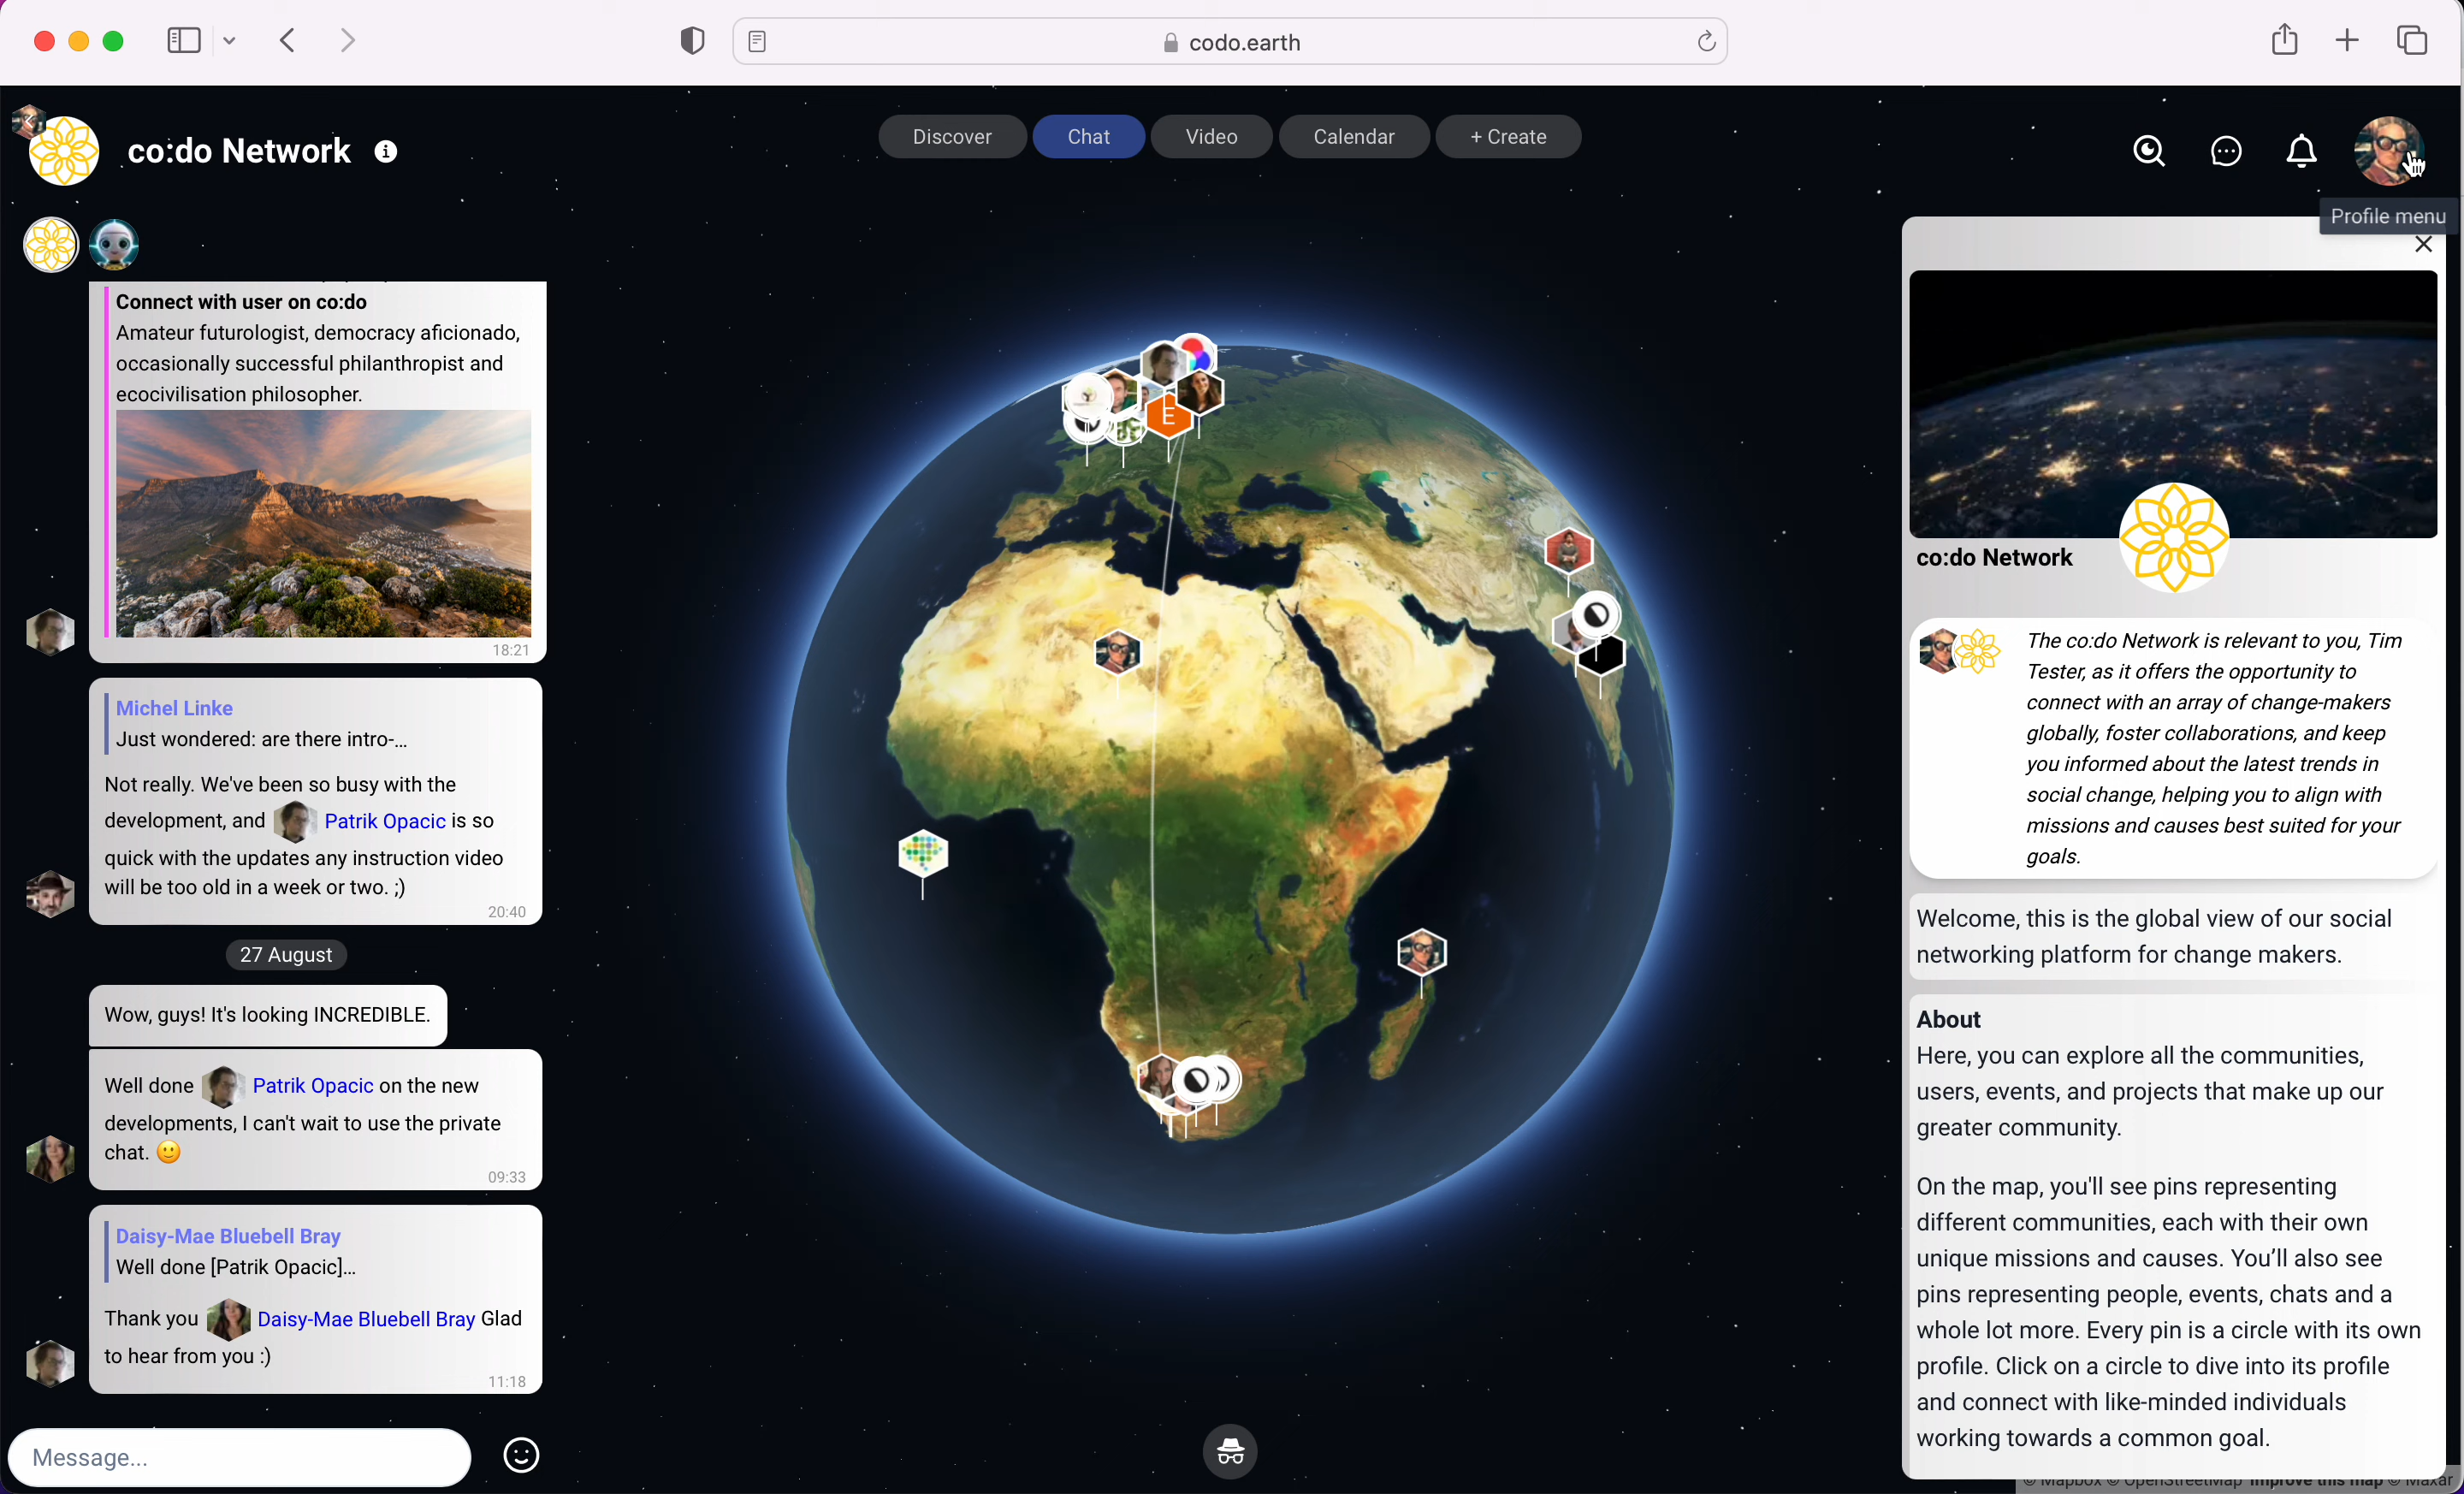 codo.earth
co:do Network
Discover
Chat
Video
Calendar
+ Create
Profile menu
Connect with user on co:do
Amateur futurologist, democracy aficionado,
occasionally successful philanthropist and
ecocivilisation philosopher.
18:21
Michel Linke
Just wondered: are there intro-...
Not really. We've been so busy with the
development, and Patrik Opacic is so
quick with the updates any instruction video
will be too old in a week or two. ;)
20:40
27 August
Wow, guys! It's looking INCREDIBLE.
Well done Patrik Opacic on the new
developments, I can't wait to use the private
chat. 🙂
09:33
Daisy-Mae Bluebell Bray
Well done [Patrik Opacic]...
Thank you Daisy-Mae Bluebell Bray Glad
to hear from you :)
11:18
Message...
E
co:do Network
The co:do Network is relevant to you, Tim
Tester, as it offers the opportunity to
connect with an array of change-makers
globally, foster collaborations, and keep
you informed about the latest trends in
social change, helping you to align with
missions and causes best suited for your
goals.
Welcome, this is the global view of our social
networking platform for change makers.
About
Here, you can explore all the communities,
users, events, and projects that make up our
greater community.
On the map, you'll see pins representing
different communities, each with their own
unique missions and causes. You’ll also see
pins representing people, events, chats and a
whole lot more. Every pin is a circle with its own
profile. Click on a circle to dive into its profile
and connect with like-minded individuals
working towards a common goal.
© Mapbox © OpenStreetMap Improve this map © Maxar